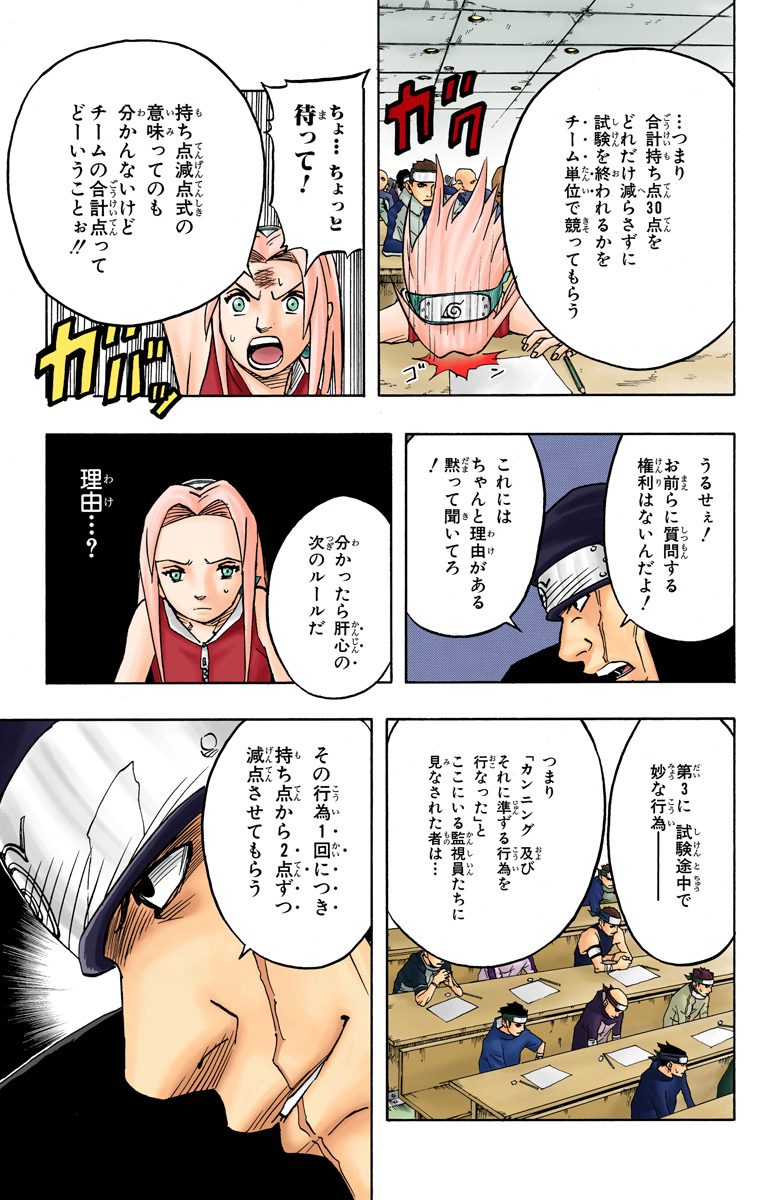 …つまり
合計持ち点30点を
どれだけ減らさずに
試験を終われるかを
チーム単位で
競ってもらう
ガク
ゴン
ちょ…ちょっと
待って！
持ち点減点式の
意味ってのも
分かんないけど
チームの合計点って
どーいうことぉ!!
ガバッ
うるせぇ！
お前らに質問する
権利はないんだよ！
これには
ちゃんと理由がある
黙って聞いてろ
！
分かったら肝心の
次のルールだ
理由…？
第3に 試験途中で
妙な行為――
つまり
「カンニング 及び
それに準ずる行為を
行なった」と
ここにいる監視員たちに
見なされた者は…
その行為1回につき
持ち点から2点ずつ
減点させてもらう